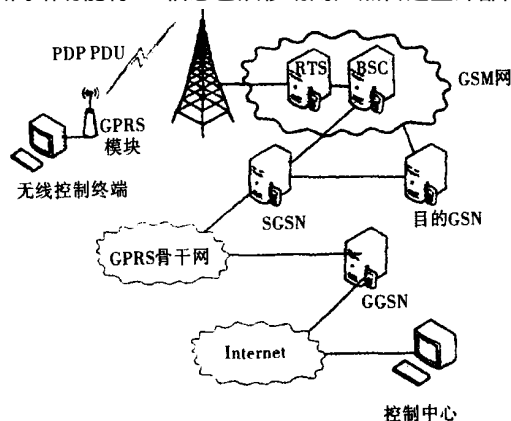 PDP PDU
RTS
BSC
GSM网
GPRS
模块
无线控制终端
SGSN
目的GSN
GPRS骨干网
GGSN
Internet
控制中心